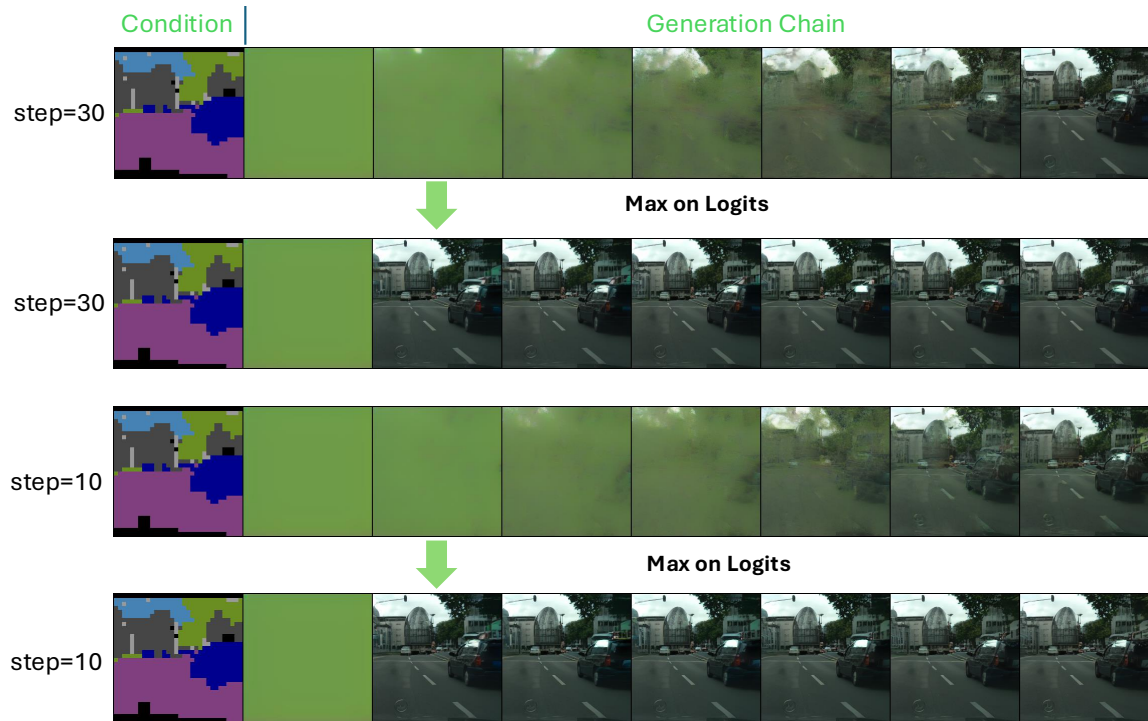 Condition
Generation Chain
step=30
Max on Logits
step=30
step=10
Max on Logits
step=10